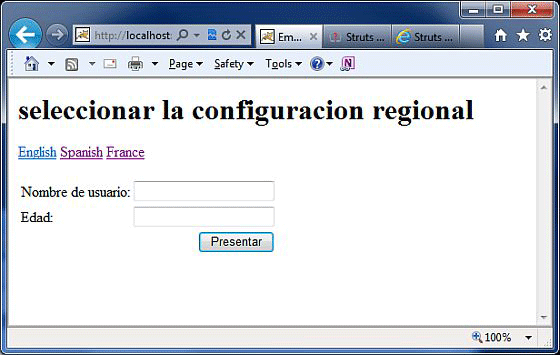 http://localhost:
Em...
Struts ...
Struts ...
Page Safety Tools
seleccionar la configuracion regional
English Spanish France
Nombre de usuario:
Edad:
Presentar
100%